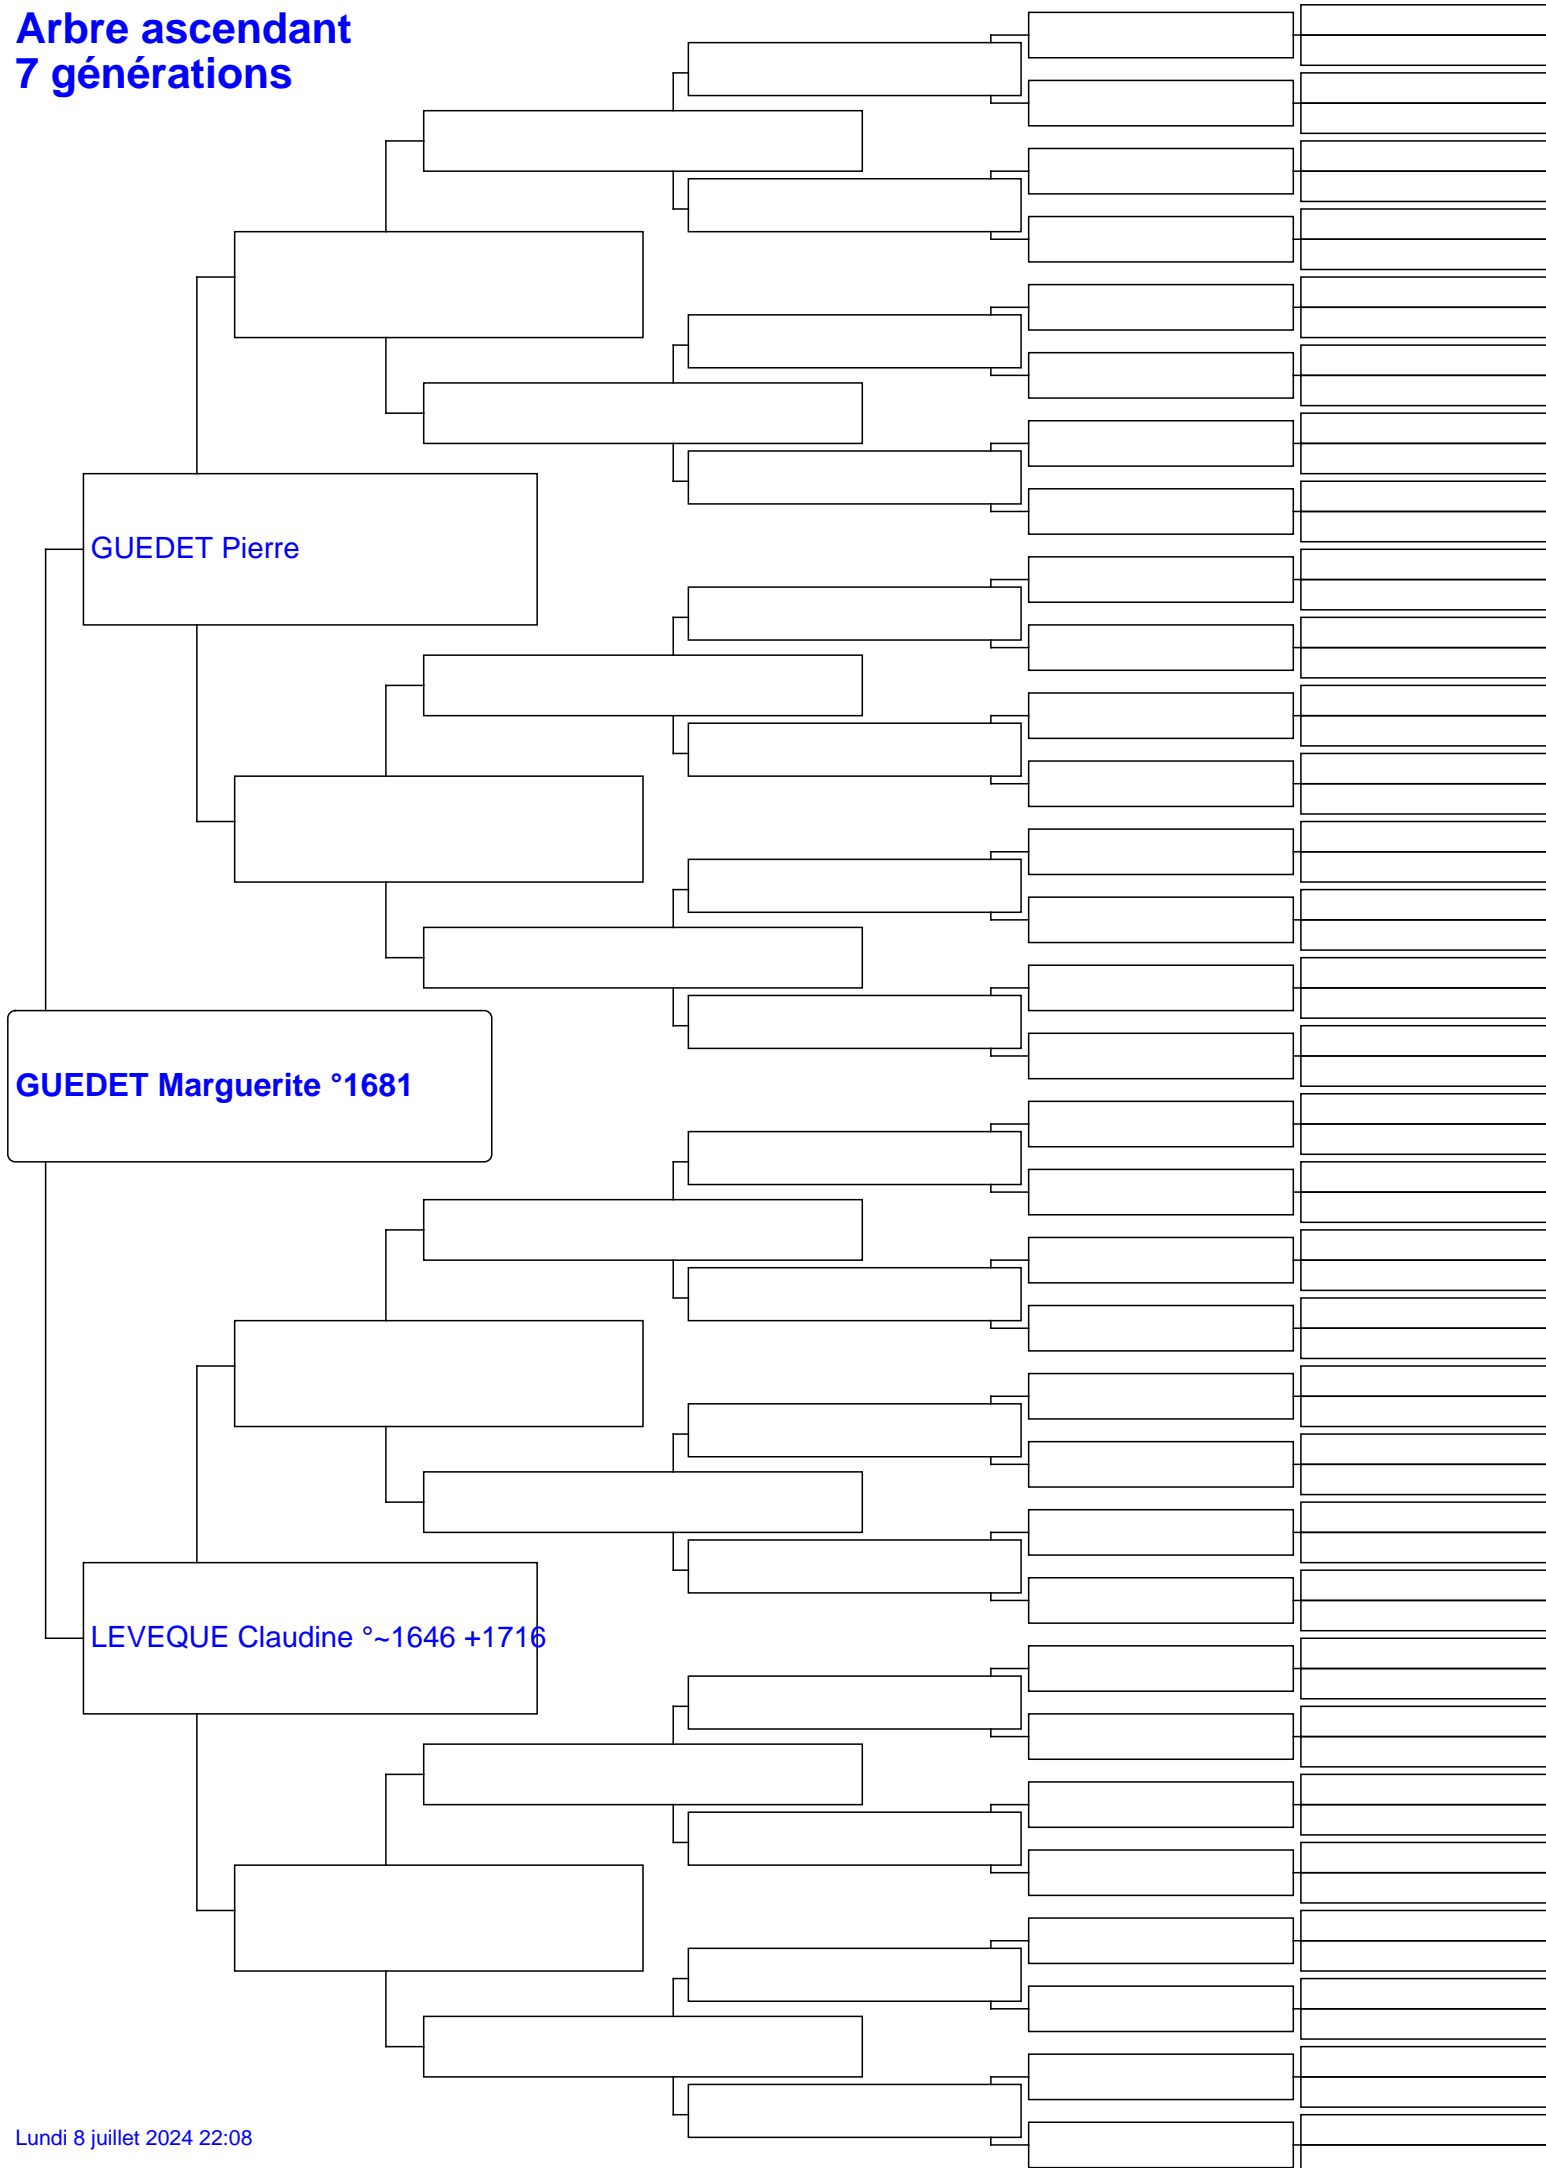 Arbre ascendant
7 générations
GUEDET Pierre
GUEDET Marguerite °1681
LEVEQUE Claudine °~1646 +1716
Lundi 8 juillet 2024 22:08